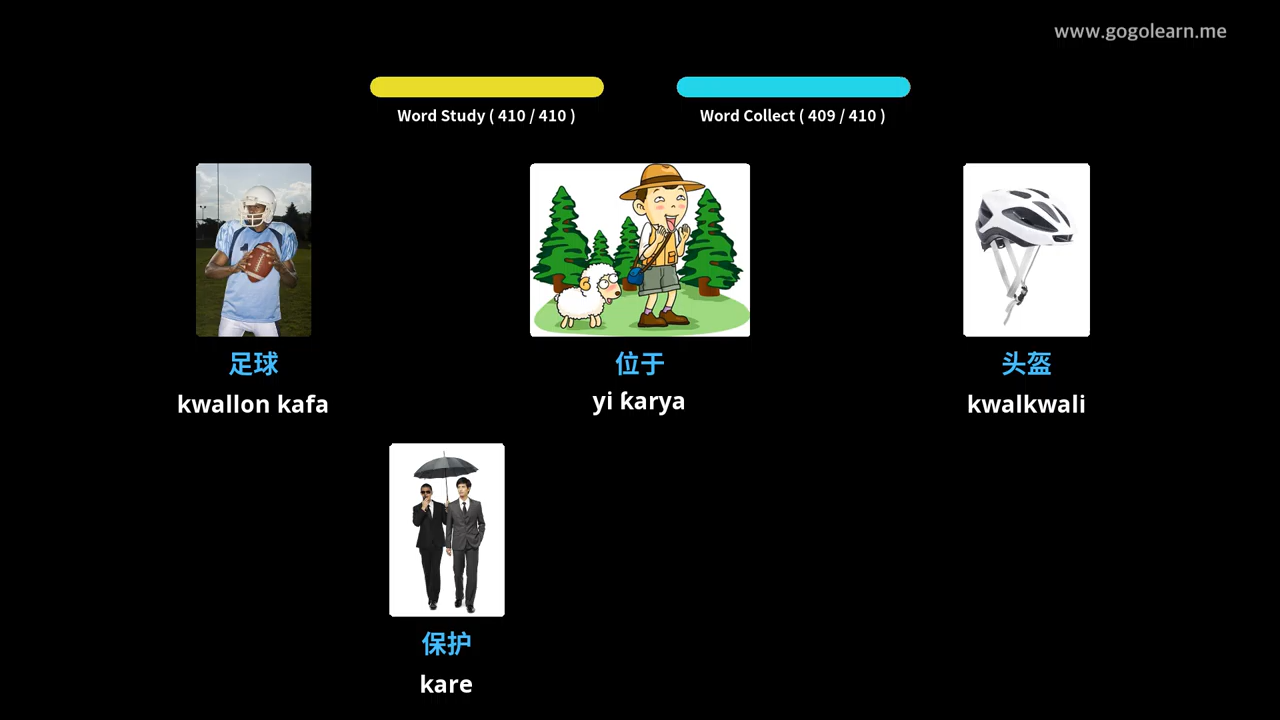 www.gogolearn.me
Word Study ( 410 / 410 )
Word Collect ( 409 / 410 )
足球
位于
头盔
kwallon kafa
yi ƙarya
kwalkwali
保护
kare